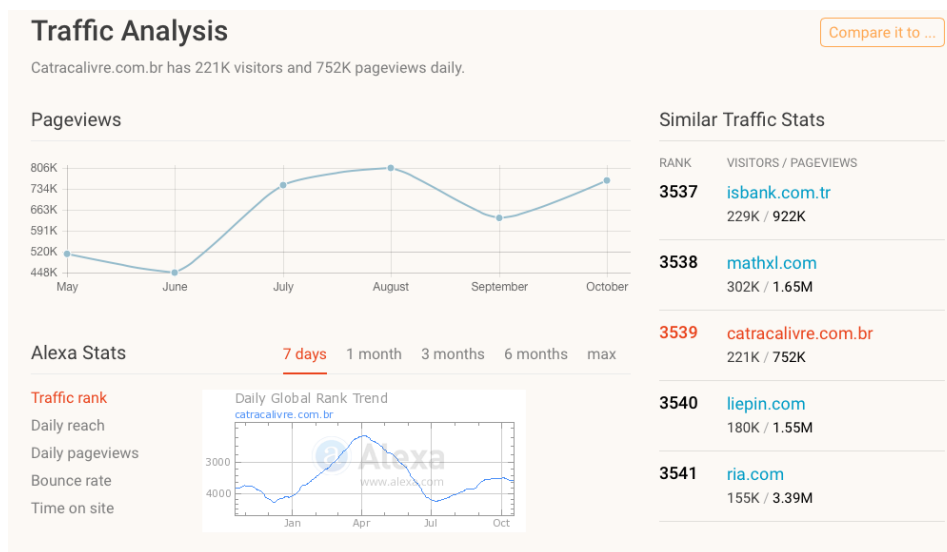 Traffic Analysis
Compare it to ...
Catracalivre.com.br has 221K visitors and 752K pageviews daily.
Pageviews
806K
734K
663K
591K
520K
448K
May June July August September October
Similar Traffic Stats
RANK VISITORS / PAGEVIEWS
3537 isbank.com.tr
229K / 922K
3538 mathxl.com
302K / 1.65M
3539 catracalivre.com.br
221K / 752K
3540 liepin.com
180K / 1.55M
3541 ria.com
155K / 3.39M
Alexa Stats
7 days 1 month 3 months 6 months max
Traffic rank
Daily reach
Daily pageviews
Bounce rate
Time on site
Daily Global Rank Trend
catracalivre.com.br
a Alexa
www.alexa.com
3000
4000
Jan Apr Jul Oct